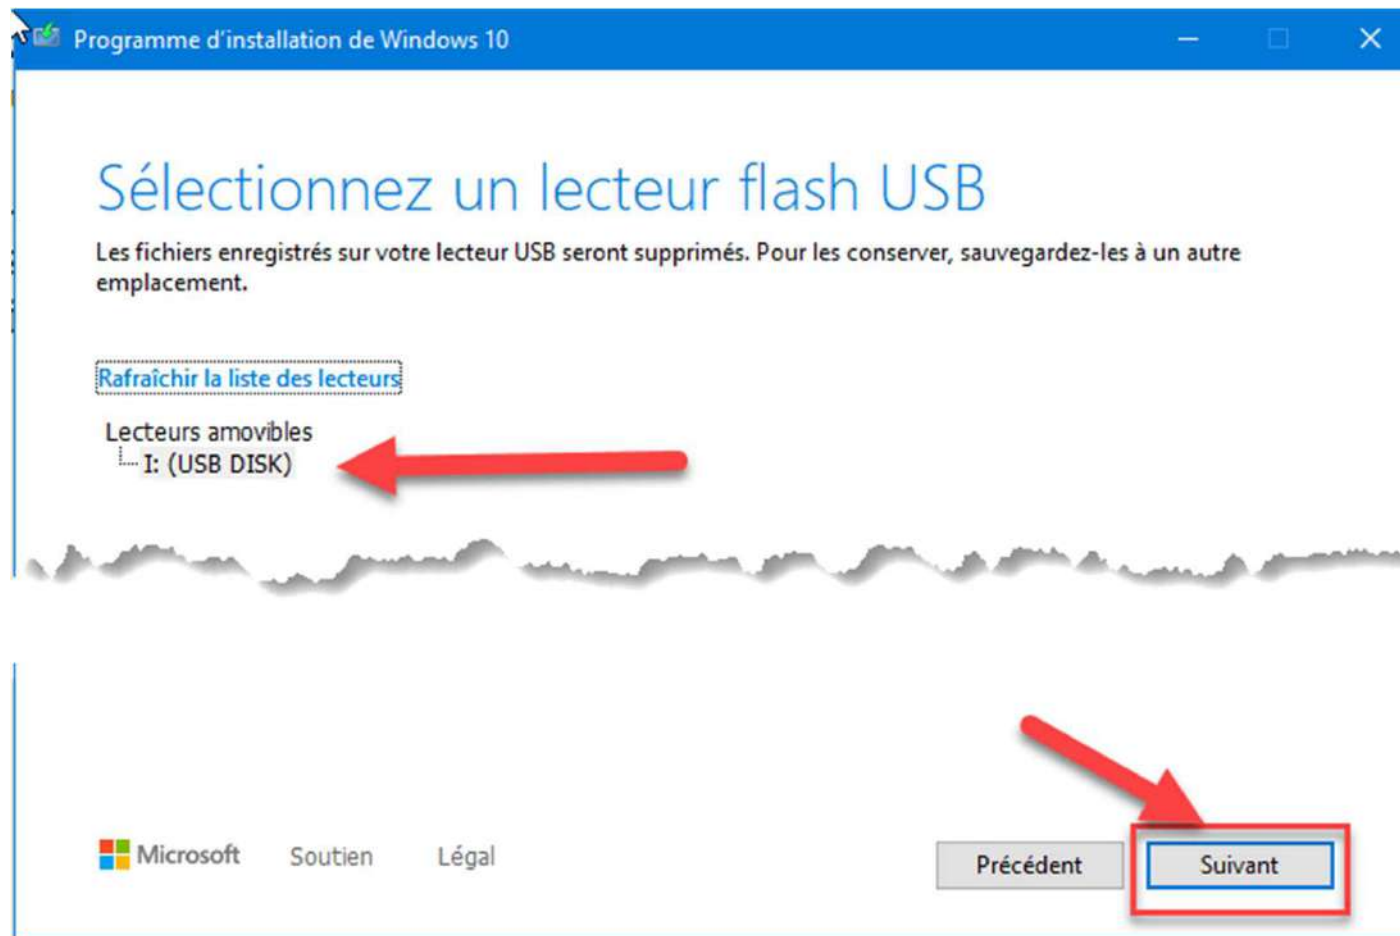 Programme d'installation de Windows 10
Sélectionnez un lecteur flash USB
Les fichiers enregistrés sur votre lecteur USB seront supprimés. Pour les conserver, sauvegardez-les à un autre
emplacement.
Rafraîchir la liste des lecteurs
Lecteurs amovibles
I: (USB DISK)
Microsoft Soutien Légal Précédent Suivant